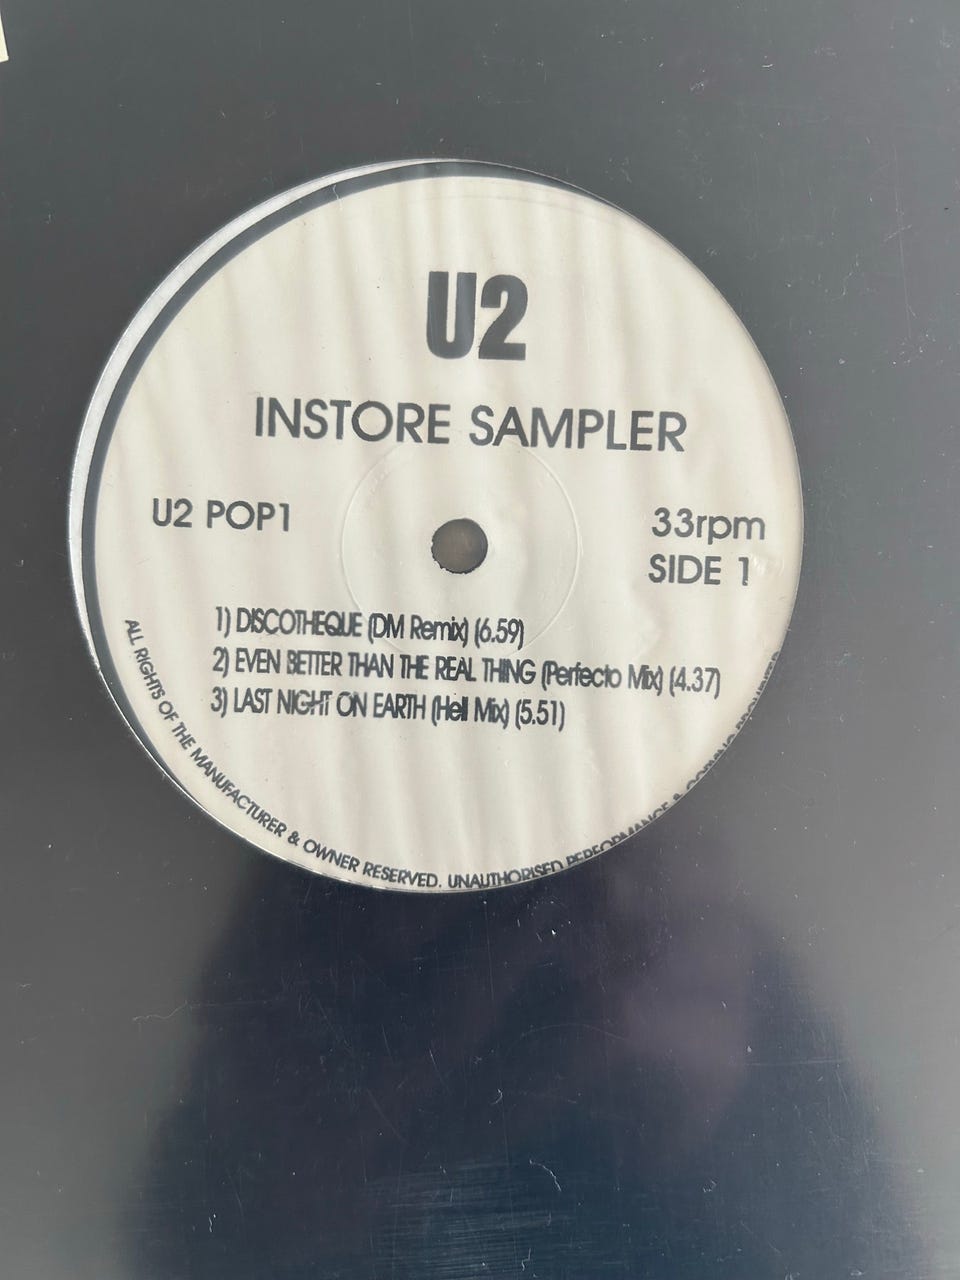 U2
INSTORE SAMPLER
U2 POP1
33rpm
SIDE 1
1) DISCOTHEQUE (DM Remix) (6.59)
2) EVEN BETTER THAN THE REAL THING (Perfecto Mix) (4.37)
3) LAST NIGHT ON EARTH (Hell Mix) (5.51)
ALL RIGHTS OF THE MANUFACTURER & OWNER RESERVED. UNAUTHORISED PERFORMANCE &